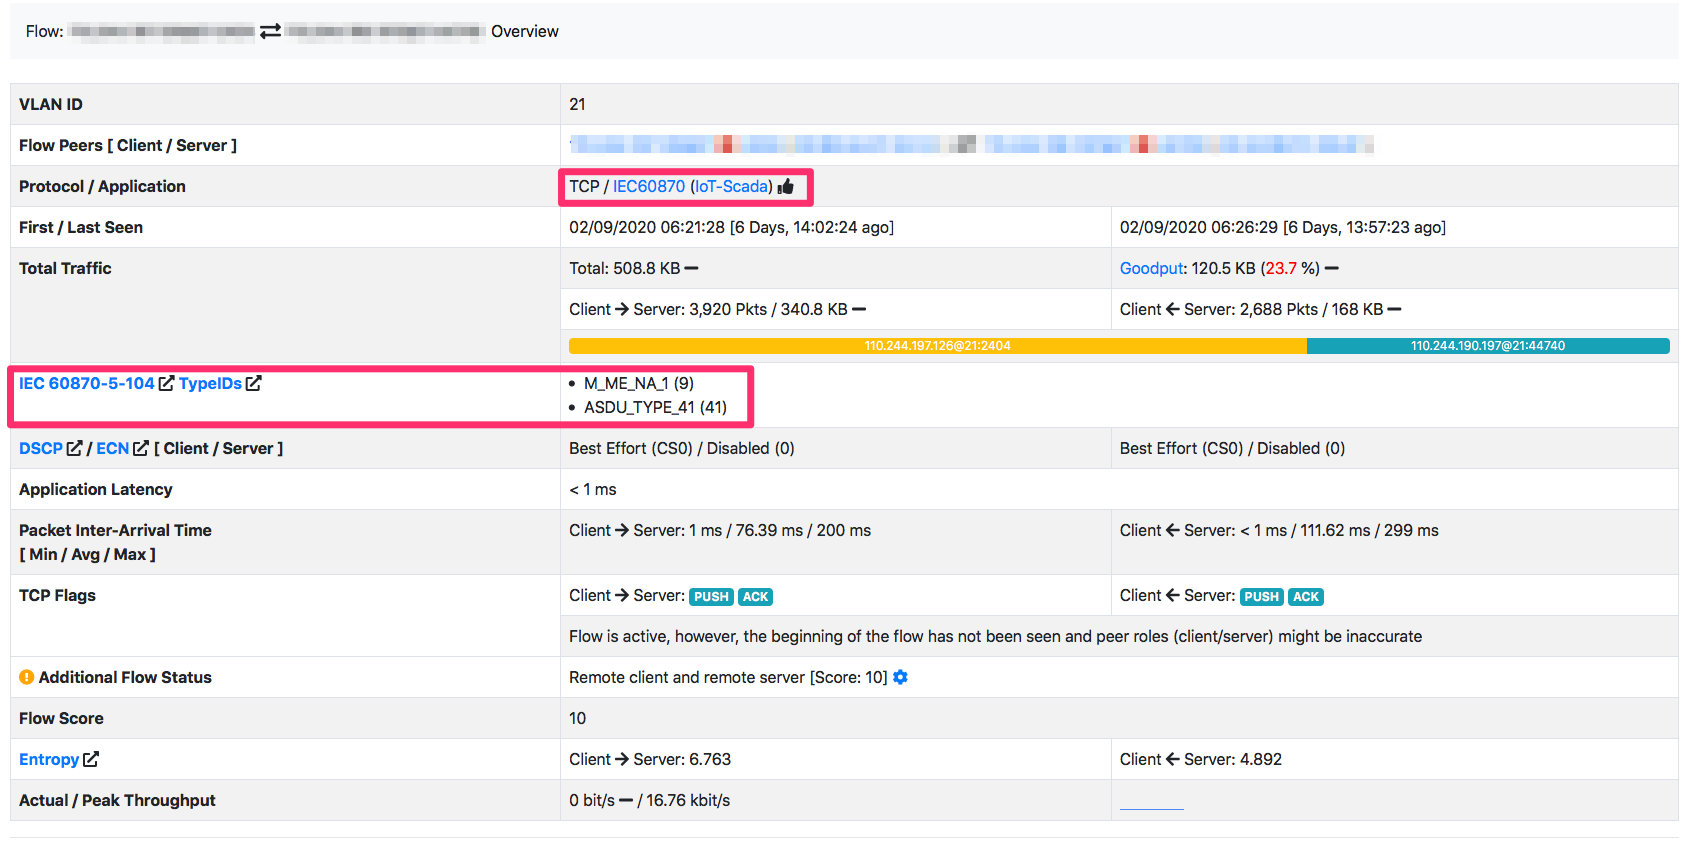 Flow: Overview
VLAN ID 21
Flow Peers [ Client / Server ]
Protocol / Application TCP / IEC60870 (IoT-Scada)
First / Last Seen 02/09/2020 06:21:28 [6 Days, 14:02:24 ago] 02/09/2020 06:26:29 [6 Days, 13:57:23 ago]
Total Traffic Total: 508.8 KB — Goodput: 120.5 KB (23.7 %) —
Client → Server: 3,920 Pkts / 340.8 KB — Client ← Server: 2,688 Pkts / 168 KB —
110.244.197.126@21:2404 110.244.190.197@21:44740
IEC 60870-5-104 TypeIDs • M_ME_NA_1 (9)
• ASDU_TYPE_41 (41)
DSCP / ECN [ Client / Server ] Best Effort (CS0) / Disabled (0) Best Effort (CS0) / Disabled (0)
Application Latency < 1 ms
Packet Inter-Arrival Time Client → Server: 1 ms / 76.39 ms / 200 ms Client ← Server: < 1 ms / 111.62 ms / 299 ms
[ Min / Avg / Max ]
TCP Flags Client → Server: PUSH ACK Client ← Server: PUSH ACK
Flow is active, however, the beginning of the flow has not been seen and peer roles (client/server) might be inaccurate
Additional Flow Status Remote client and remote server [Score: 10]
Flow Score 10
Entropy Client → Server: 6.763 Client ← Server: 4.892
Actual / Peak Throughput 0 bit/s — / 16.76 kbit/s